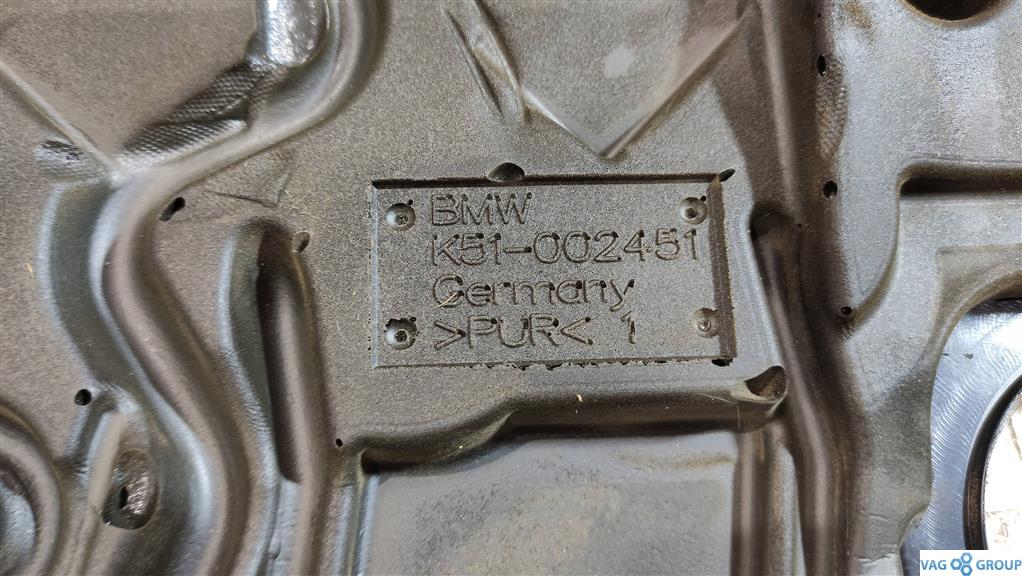 BMW
K51-002451
Germany
>PUR< 1
VAG GROUP